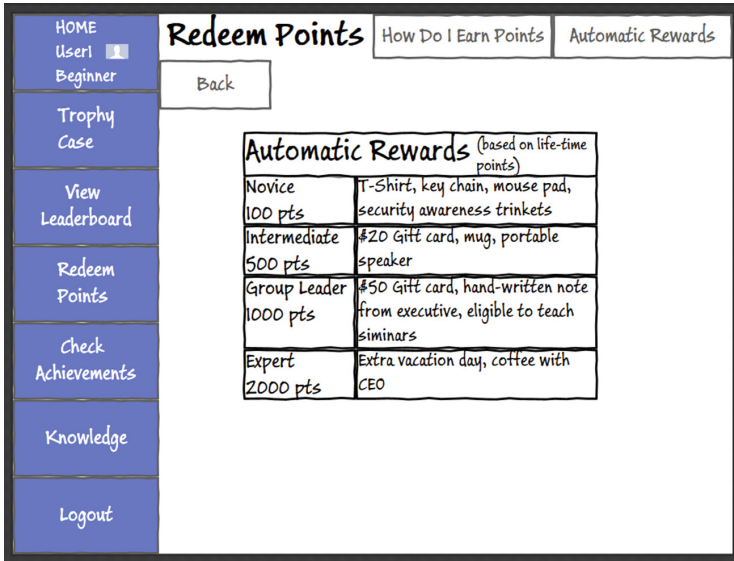 HOME
User1
Beginner
Trophy
Case
View
Leaderboard
Redeem
Points
Check
Achievements
Knowledge
Logout
Redeem Points
How Do I Earn Points
Automatic Rewards
Back
Automatic Rewards (based on life-time
points)
Novice
100 pts
T-Shirt, key chain, mouse pad,
security awareness trinkets
Intermediate
500 pts
$20 Gift card, mug, portable
speaker
Group Leader
1000 pts
$50 Gift card, hand-written note
from executive, eligible to teach
siminars
Expert
2000 pts
Extra vacation day, coffee with
CEO